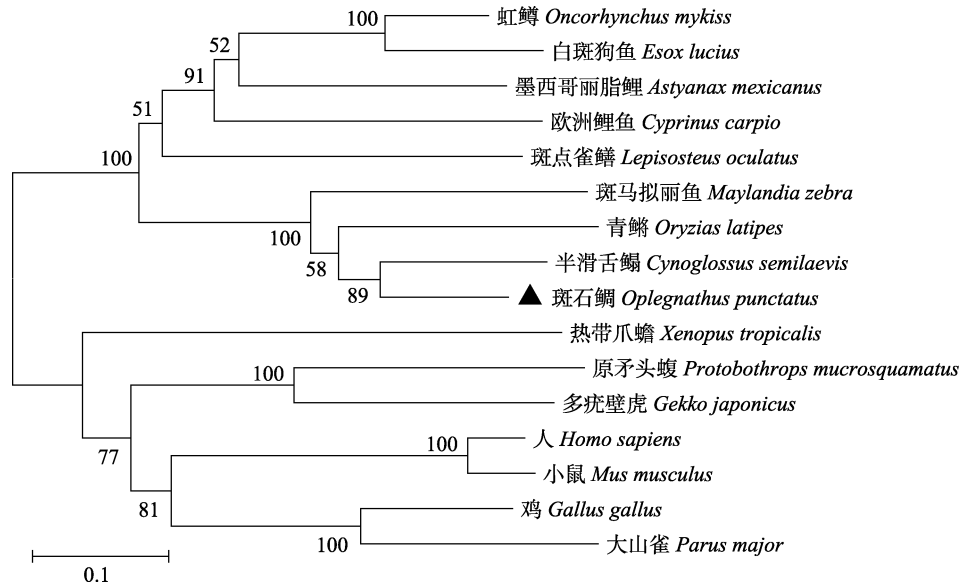 100
虹鳟 Oncorhynchus mykiss
52
白斑狗鱼 Esox lucius
91
墨西哥丽脂鲤 Astyanax mexicanus
51
欧洲鲤鱼 Cyprinus carpio
100
斑点雀鳝 Lepisosteus oculatus
斑马拟丽鱼 Maylandia zebra
100
青鳉 Oryzias latipes
58
半滑舌鳎 Cynoglossus semilaevis
89
斑石鲷 Oplegnathus punctatus
热带爪蟾 Xenopus tropicalis
100
原矛头蝮 Protobothrops mucrosquamatus
多疣壁虎 Gekko japonicus
77
100
人 Homo sapiens
小鼠 Mus musculus
81
鸡 Gallus gallus
100
大山雀 Parus major
0.1